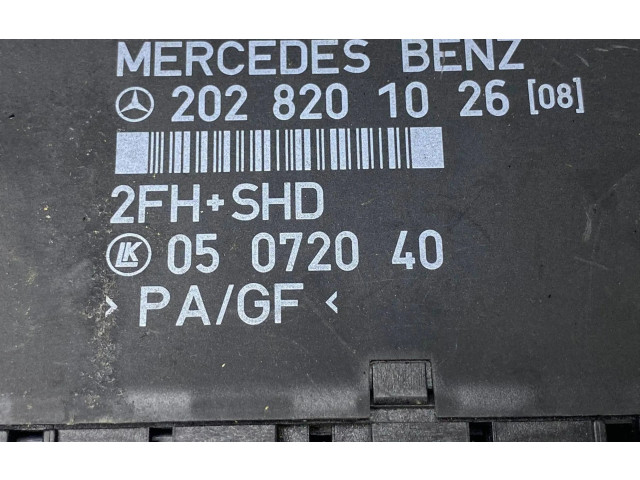 MERCEDES BENZ
202 820 10 26 [08]
2FH+SHD
LK 05 0720 40
> PA/GF <